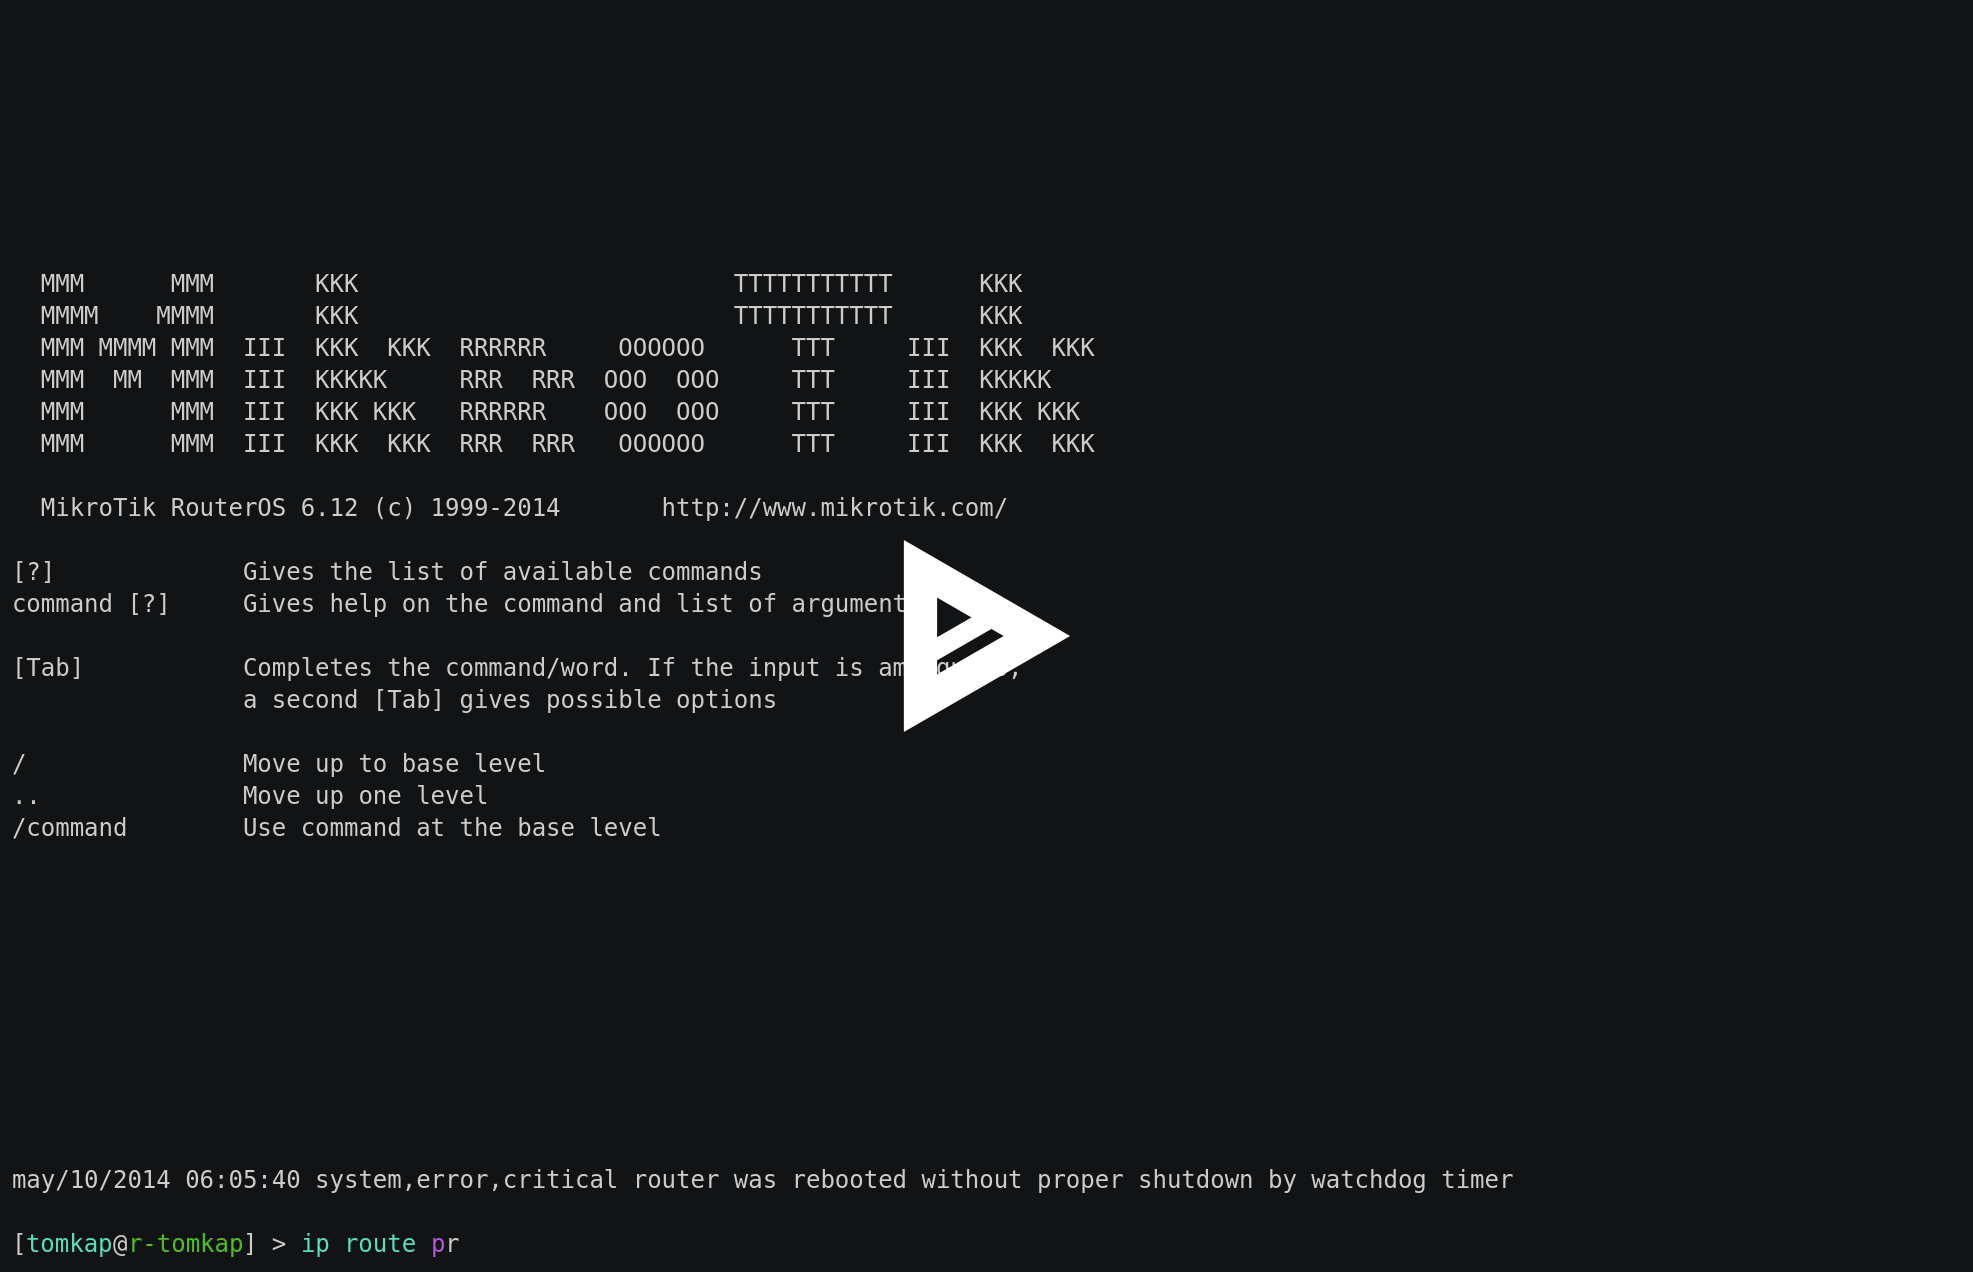 MMM      MMM       KKK                          TTTTTTTTTTT      KKK
MMMM    MMMM       KKK                          TTTTTTTTTTT      KKK
MMM MMMM MMM  III  KKK  KKK  RRRRRR     OOOOOO      TTT     III  KKK  KKK
MMM  MM  MMM  III  KKKKK     RRR  RRR  OOO  OOO     TTT     III  KKKKK
MMM      MMM  III  KKK KKK   RRRRRR    OOO  OOO     TTT     III  KKK KKK
MMM      MMM  III  KKK  KKK  RRR  RRR   OOOOOO      TTT     III  KKK  KKK
MikroTik RouterOS 6.12 (c) 1999-2014       http://www.mikrotik.com/
[?]             Gives the list of available commands
command [?]     Gives help on the command and list of argument
[Tab]           Completes the command/word. If the input is
a second [Tab] gives possible options
/               Move up to base level
..              Move up one level
/command        Use command at the base level
may/10/2014 06:05:40 system,error,critical router was rebooted without proper shutdown by watchdog timer
[tomkap@r-tomkap] > ip route pr